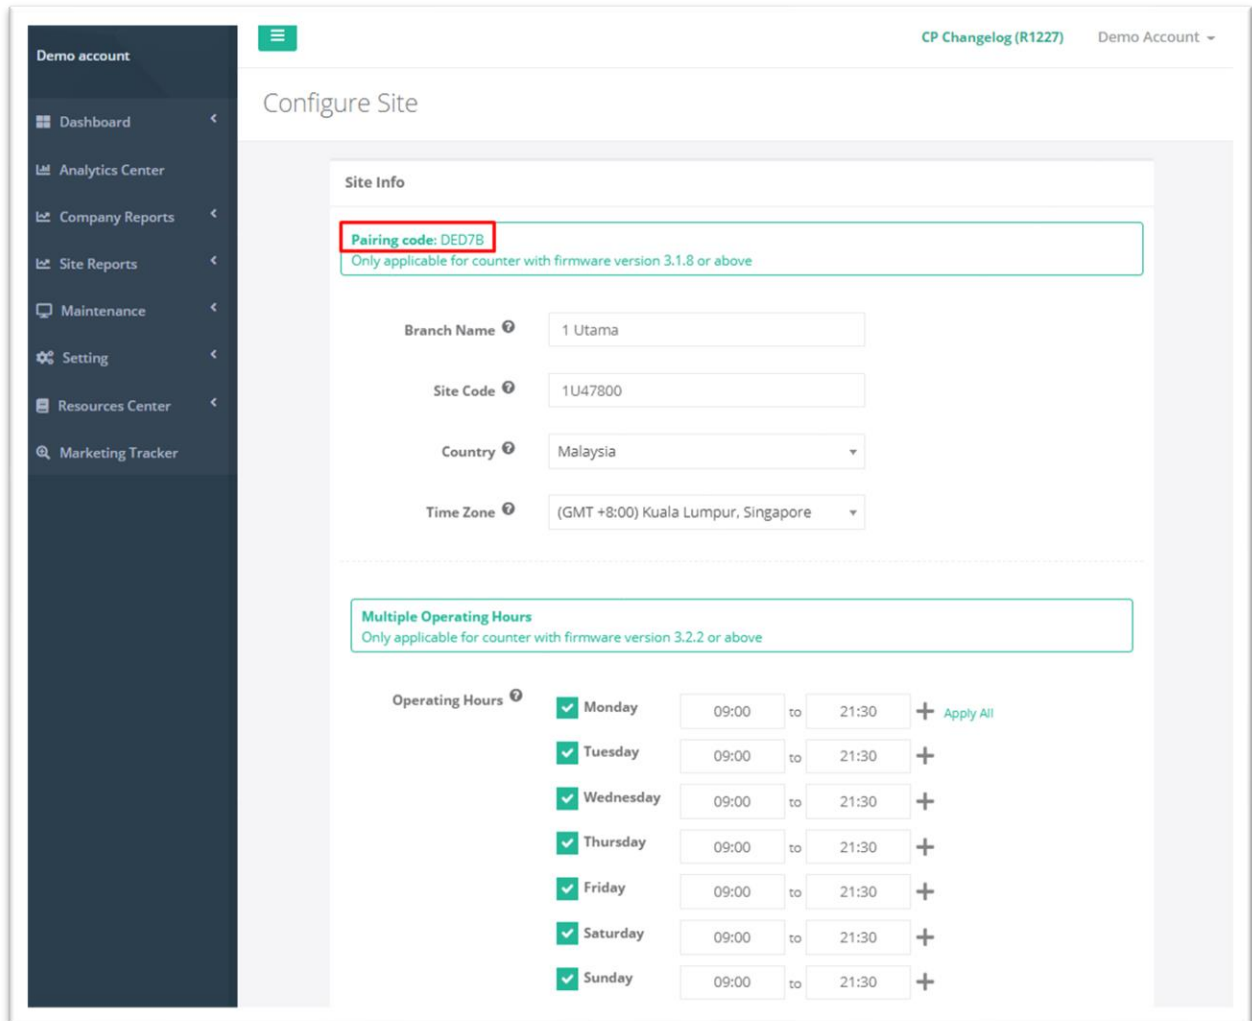 Demo account
CP Changelog (R1227) Demo Account
Configure Site
Dashboard
Analytics Center
Company Reports
Site Reports
Maintenance
Setting
Resources Center
Marketing Tracker
Site Info
Pairing code: DED7B
Only applicable for counter with firmware version 3.1.8 or above
Branch Name ? 1 Utama
Site Code ? 1U47800
Country ? Malaysia
Time Zone ? (GMT +8:00) Kuala Lumpur, Singapore
Multiple Operating Hours
Only applicable for counter with firmware version 3.2.2 or above
Operating Hours ? Monday 09:00 to 21:30 Apply All
Tuesday 09:00 to 21:30
Wednesday 09:00 to 21:30
Thursday 09:00 to 21:30
Friday 09:00 to 21:30
Saturday 09:00 to 21:30
Sunday 09:00 to 21:30